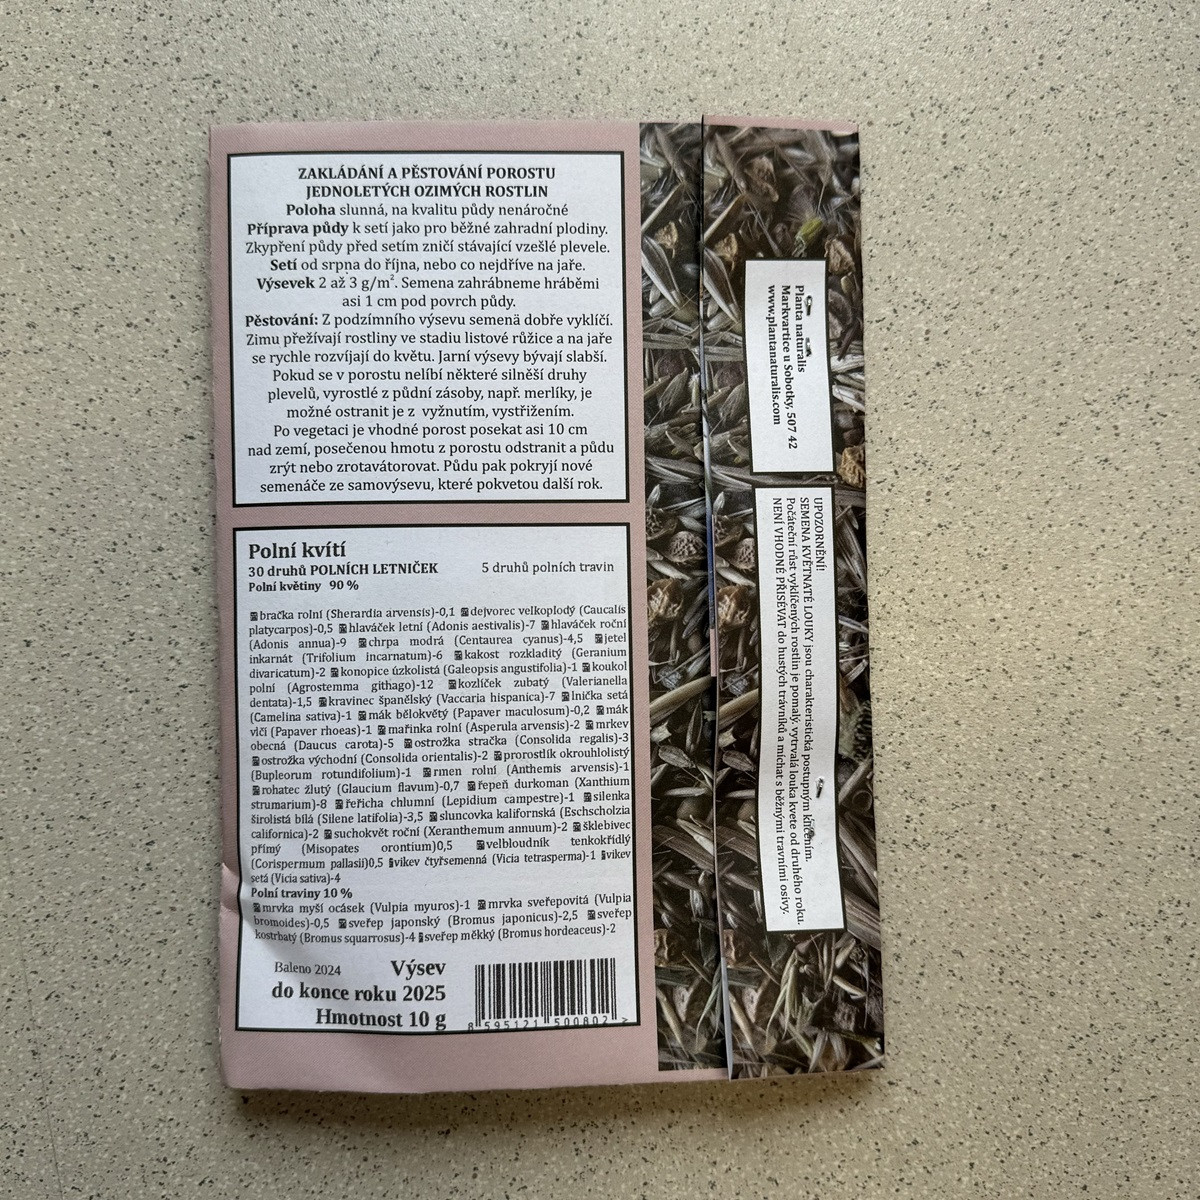 ZAKLÁDÁNÍ A PĚSTOVÁNÍ POROSTU
JEDNOLETÝCH OZIMÝCH ROSTLIN
Poloha slunná, na kvalitu půdy nenáročné
Příprava půdy k setí jako pro běžné zahradní plodiny.
Zkypření půdy před setím zničí stávající vzešlé plevele.
Setí od srpna do října, nebo co nejdříve na jaře.
Výsevek 2 až 3 g/m². Semena zahrábneme hráběmi
asi 1 cm pod povrch půdy.
Pěstování: Z podzímního výsevu semena dobře vyklíčí.
Zimu přežívají rostliny ve stadiu listové růžice a na jaře
se rychle rozvíjají do květu. Jarní výsevy bývají slabší.
Pokud se v porostu nelíbí některé silněší druhy
plevelů, vyrostlé z půdní zásoby, např. merlíky, je
možné ostranit je z vyžnutím, vystřižením.
Po vegetaci je vhodné porost posekat asi 10 cm
nad zemí, posečenou hmotu z porostu odstranit a půdu
zrýt nebo zrotavátorovat. Půdu pak pokryjí nové
semenáče ze samovýsevu, které pokvetou další rok.
Polní kvítí
30 druhů POLNÍCH LETNIČEK 5 druhů polních travin
Polní květiny 90 %
bračka rolní (Sherardia arvensis)-0,1 dejvorec velkoplodý (Caucalis
platycarpos)-0,5 hlaváček letní (Adonis aestivalis)-7 hlaváček roční
(Adonis annua)-9 chrpa modrá (Centaurea cyanus)-4,5 jetel
inkarnát (Trifolium incarnatum)-6 kakost rozkladitý (Geranium
divaricatum)-2 konopice úzkolistá (Galeopsis angustifolia)-1 koukol
polní (Agrostemma githago)-12 kozlíček zubatý (Valerianella
dentata)-1,5 kravinec španělský (Vaccaria hispanica)-7 lnička setá
(Camelina sativa)-1 mák bělokvětý (Papaver maculosum)-0,2 mák
vlčí (Papaver rhoeas)-1 mařinka rolní (Asperula arvensis)-2 mrkev
obecná (Daucus carota)-5 ostrožka stračka (Consolida regalis)-3
ostrožka východní (Consolida orientalis)-2 prorostlík okrouhlolistý
(Bupleorum rotundifolium)-1 rmen rolní (Anthemis arvensis)-1
rohatec žlutý (Glaucium flavum)-0,7 řepeň durkoman (Xanthium
strumarium)-8 řeřicha chlumní (Lepidium campestre)-1 silenka
širolistá bílá (Silene latifolia)-3,5 sluncovka kalifornská (Eschscholzia
californica)-2 suchokvět roční (Xeranthemum annuum)-2 šklebivec
přímý (Misopates orontium)0,5 velbloudník tenkokřídlý
(Corispermum pallasii)0,5 vikev čtyřsemenná (Vicia tetrasperma)-1 vikev
setá (Vicia sativa)-4
Polní traviny 10 %
mrvka myší ocásek (Vulpia myuros)-1 mrvka sveřepovitá (Vulpia
bromoides)-0,5 sveřep japonský (Bromus japonicus)-2,5 sveřep
kostrbatý (Bromus squarrosus)-4 sveřep měkký (Bromus hordeaceus)-2
Baleno 2024 Výsev
do konce roku 2025
Hmotnost 10 g
8 595121 500802 >
Planta naturalis
Markvartice u Sobotky, 507 42
www.plantanaturalis.com
UPOZORNĚNÍ!
SEMENA KVĚTNATÉ LOUKY jsou charakteristická postupným klíčením.
Počáteční růst vyklíčených rostlin je pomalý, vytrvalá louka kvete od druhého roku.
NENÍ VHODNÉ PŘISÉVAT do hustých trávníků a míchat s běžnými travními osivy.